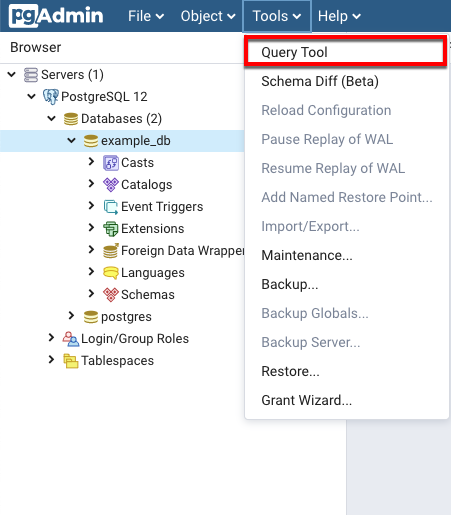 pgAdmin File Object Tools Help
Browser
Query Tool
Servers (1)
Schema Diff (Beta)
PostgreSQL 12
Reload Configuration
Databases (2)
Pause Replay of WAL
example_db
Resume Replay of WAL
Casts
Catalogs
Add Named Restore Point...
Event Triggers
Import/Export...
Extensions
Maintenance...
Foreign Data Wrapper
Languages
Backup...
Schemas
Backup Globals...
postgres
Login/Group Roles
Backup Server...
Tablespaces
Restore...
Grant Wizard...